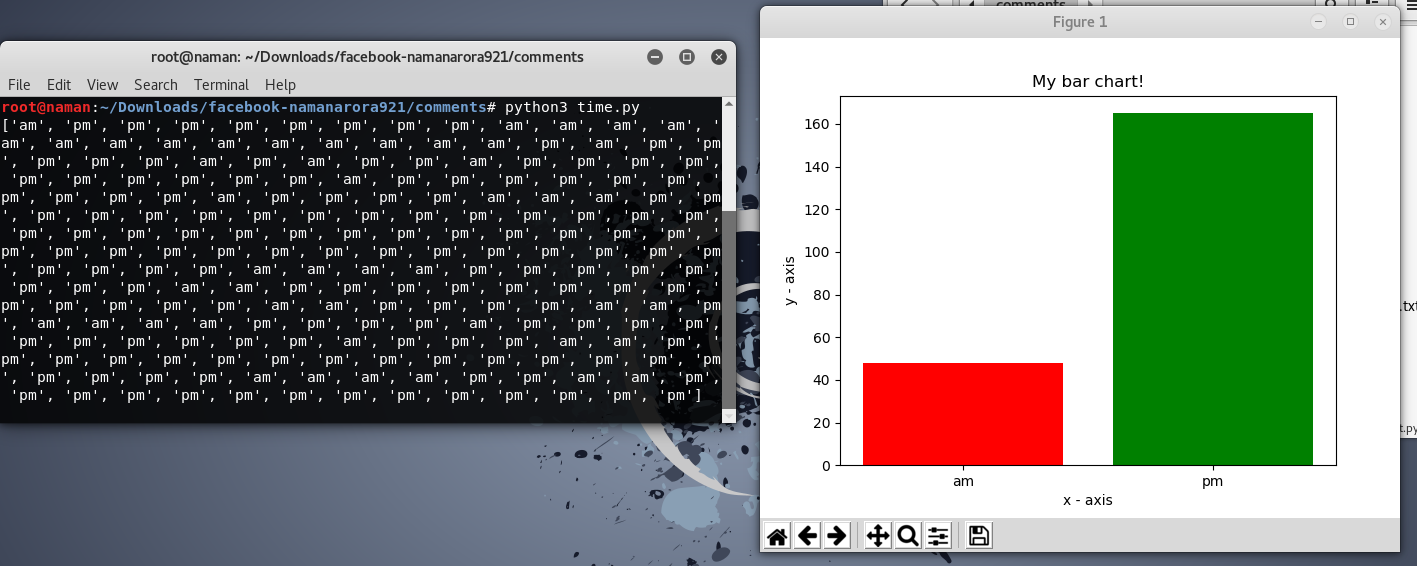 root@naman: ~/Downloads/facebook-namanarora921/comments
File Edit View Search Terminal Help
root@naman:~/Downloads/facebook-namanarora921/comments# python3 time.py
['am', 'pm', 'pm', 'pm', 'pm', 'pm', 'pm', 'pm', 'pm', 'am', 'am', 'am', 'am', '
am', 'am', 'am', 'am', 'am', 'am', 'am', 'am', 'am', 'am', 'pm', 'am', 'pm', 'pm
', 'pm', 'pm', 'pm', 'am', 'pm', 'am', 'pm', 'pm', 'am', 'pm', 'pm', 'pm', 'pm',
'pm', 'pm', 'pm', 'pm', 'pm', 'pm', 'am', 'pm', 'pm', 'pm', 'pm', 'pm', 'pm', '
pm', 'pm', 'pm', 'pm', 'am', 'pm', 'pm', 'pm', 'pm', 'am', 'am', 'am', 'pm', 'pm
', 'pm', 'pm', 'pm', 'pm', 'pm', 'pm', 'pm', 'pm', 'pm', 'pm', 'pm', 'pm', 'pm',
'pm', 'pm', 'pm', 'pm', 'pm', 'pm', 'pm', 'pm', 'pm', 'pm', 'pm', 'pm', 'pm', '
pm', 'pm', 'pm', 'pm', 'pm', 'pm', 'pm', 'pm', 'pm', 'pm', 'pm', 'pm', 'pm', 'pm
', 'pm', 'pm', 'pm', 'pm', 'am', 'am', 'am', 'am', 'pm', 'pm', 'pm', 'pm', 'pm',
'pm', 'pm', 'pm', 'am', 'am', 'pm', 'am', 'pm', 'pm', 'pm', 'pm', 'pm', 'pm', '
pm', 'pm', 'pm', 'pm', 'pm', 'am', 'am', 'pm', 'pm', 'pm', 'pm', 'am', 'am', 'pm
', 'am', 'am', 'am', 'am', 'pm', 'pm', 'pm', 'pm', 'am', 'pm', 'pm', 'pm', 'pm',
'pm', 'pm', 'pm', 'pm', 'pm', 'pm', 'am', 'pm', 'pm', 'am', 'am', 'am', 'pm', '
pm', 'pm', 'pm', 'pm', 'pm', 'pm', 'pm', 'pm', 'pm', 'pm', 'pm', 'pm', 'pm', 'pm
', 'pm', 'pm', 'pm', 'pm', 'am', 'am', 'am', 'am', 'pm', 'pm', 'am', 'am', 'pm',
'pm', 'pm', 'pm', 'pm', 'pm', 'pm', 'pm', 'pm', 'pm', 'pm', 'pm', 'pm', 'pm']
comments
Figure 1
My bar chart!
160
140
120
100
80
60
40
20
0
y - axis
am pm
x - axis
.txt
t.py